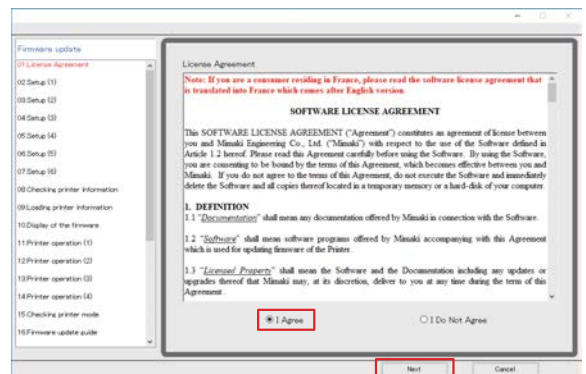 Firmware update
01.License Agreement
02.Setup (1)
03.Setup (2)
04.Setup (3)
05.Setup (4)
06.Setup (5)
07.Setup (6)
08.Checking printer information
09.Loading printer information
10.Display of the firmware
11.Printer operation (1)
12.Printer operation (2)
13.Printer operation (3)
14.Printer operation (4)
15.Checking printer mode
16.Firmware update guide
License Agreement
Note: If you are a consumer residing in France, please read the software license agreement that
is translated into France which comes after English version.
SOFTWARE LICENSE AGREEMENT
This SOFTWARE LICENSE AGREEMENT ("Agreement") constitutes an agreement of license between
you and Mimaki Engineering Co., Ltd. ("Mimaki") with respect to the use of the Software defined in
Article 1.2 hereof. Please read this Agreement carefully before using the Software. By using the Software,
you are consenting to be bound by the terms of this Agreement, which becomes effective between you and
Mimaki. If you do not agree to the terms of this Agreement, do not execute the Software and immediately
delete the Software and all copies thereof located in a temporary memory or a hard-disk of your computer.
1. DEFINITION
1.1 "Documentation" shall mean any documentation offered by Mimaki in connection with the Software.
1.2 "Software" shall mean software programs offered by Mimaki accompanying with this Agreement
which is used for updating firmware of the Printer.
1.3 "Licensed Property" shall mean the Software and the Documentation including any updates or
upgrades thereof that Mimaki may, at its discretion, deliver to you at any time during the term of this
Agreement.
I Agree
I Do Not Agree
Next
Cancel